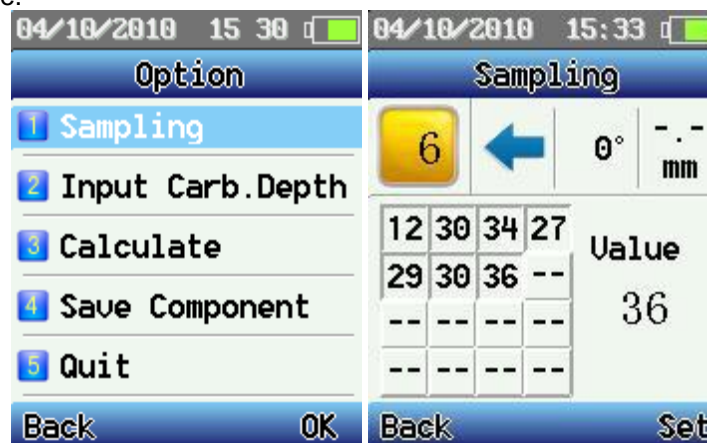 c.
04/10/2010 15 30
Option
1 Sampling
2 Input Carb.Depth
3 Calculate
4 Save Component
5 Quit
Back OK
04/10/2010 15:33
Sampling
6 0° -.- mm
12 30 34 27
29 30 36 --
-- -- -- --
-- -- -- --
Value
36
Back Set